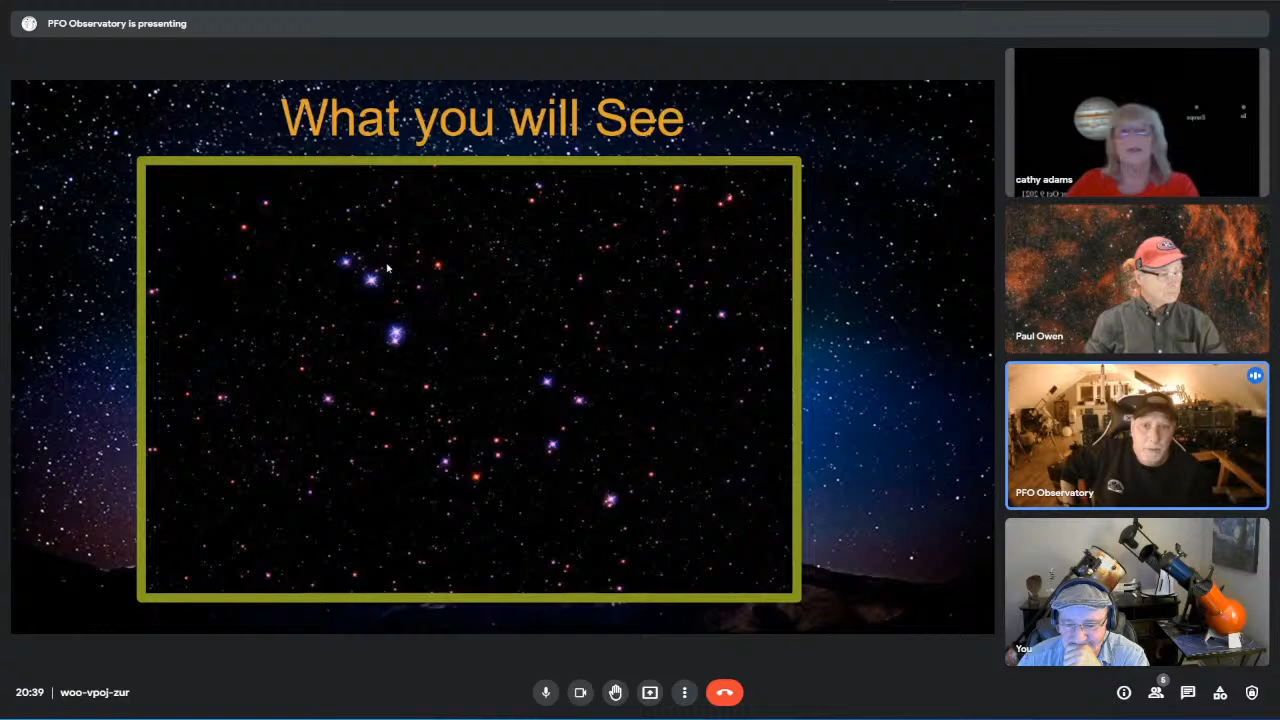 PFO Observatory is presenting
What you will See
cathy adams
Paul Owen
PFO Observatory
You
20:39 | woo-vpoj-zur
6